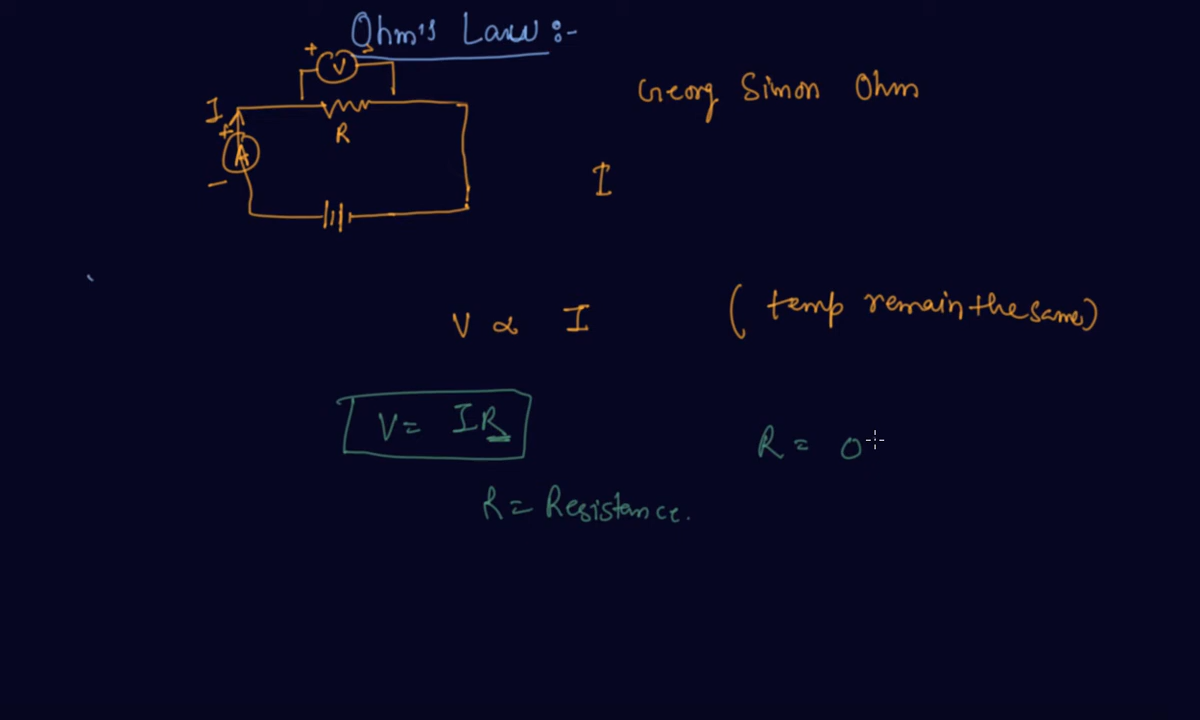 Ohm's Law :-
+ V -
Georg Simon Ohm
I
R
+
A
-
I
V ∝ I
( temp remain the same)
V = IR
R = 0
R = Resistance.